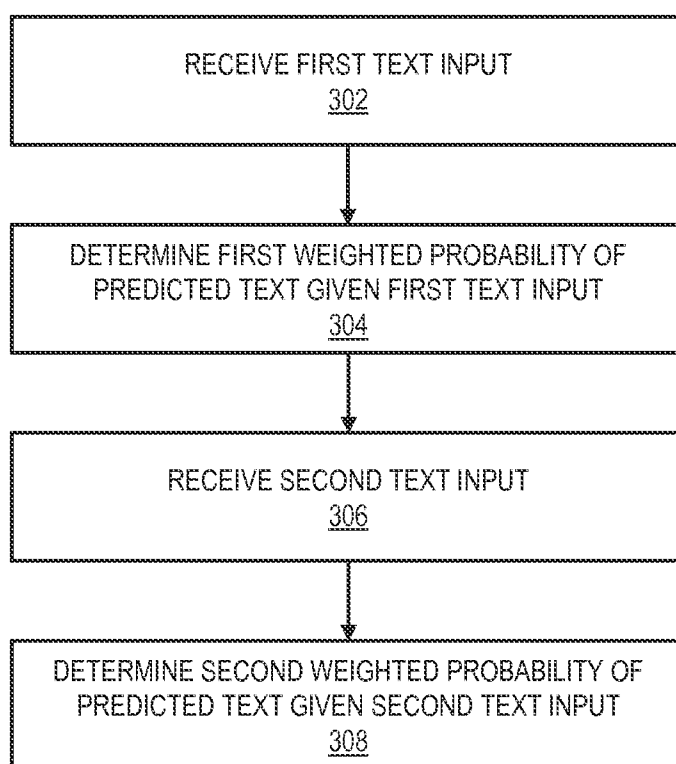 RECEIVE FIRST TEXT INPUT
302
DETERMINE FIRST WEIGHTED PROBABILITY OF
PREDICTED TEXT GIVEN FIRST TEXT INPUT
304
RECEIVE SECOND TEXT INPUT
306
DETERMINE SECOND WEIGHTED PROBABILITY OF
PREDICTED TEXT GIVEN SECOND TEXT INPUT
308